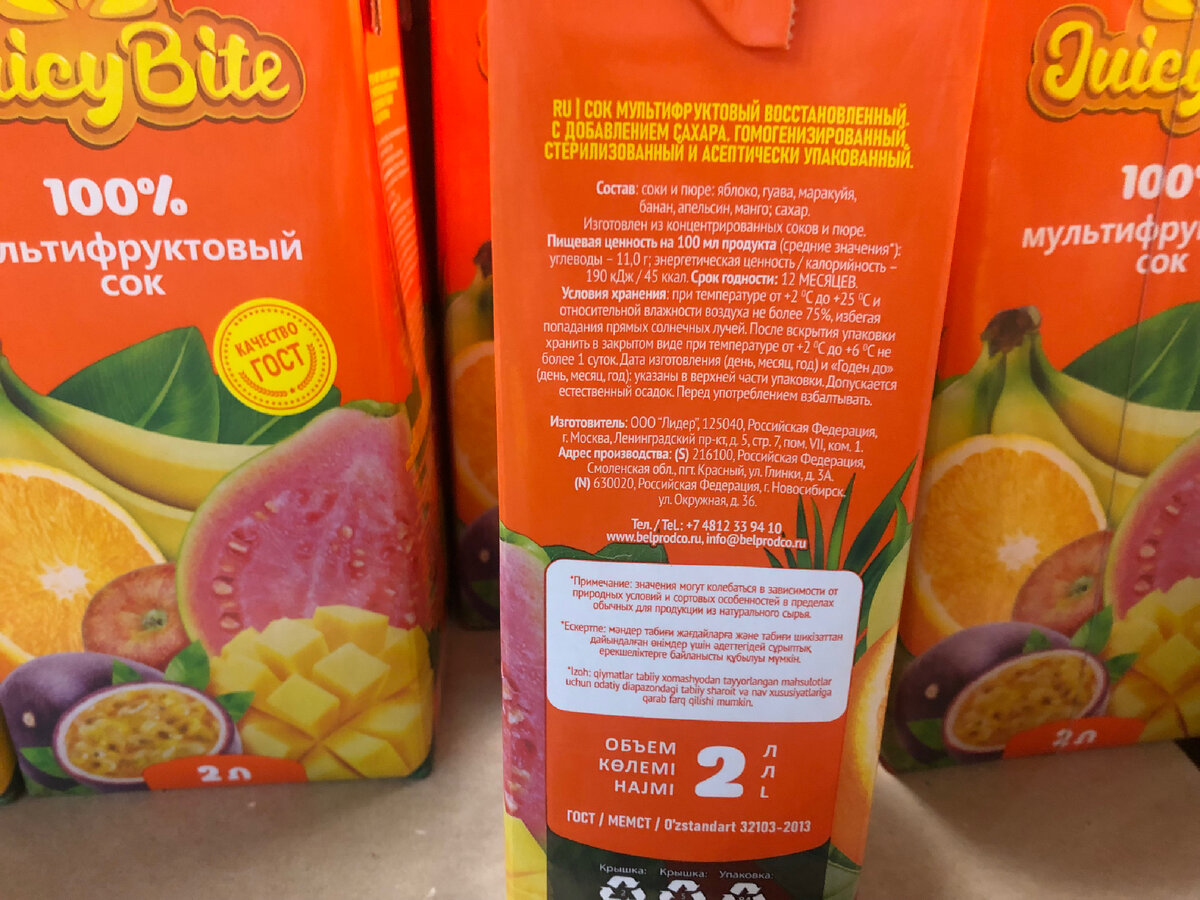 JuicyBite
100%
мультифруктовый
сок
КАЧЕСТВО
ГОСТ
RU | СОК МУЛЬТИФРУКТОВЫЙ ВОССТАНОВЛЕННЫЙ,
С ДОБАВЛЕНИЕМ САХАРА. ГОМОГЕНИЗИРОВАННЫЙ,
СТЕРИЛИЗОВАННЫЙ И АСЕПТИЧЕСКИ УПАКОВАННЫЙ.
Состав: соки и пюре: яблоко, гуава, маракуйя,
банан, апельсин, манго; сахар.
Изготовлен из концентрированных соков и пюре.
Пищевая ценность на 100 мл продукта (средние значения*):
углеводы – 11,0 г; энергетическая ценность / калорийность –
190 кДж / 45 ккал. Срок годности: 12 МЕСЯЦЕВ.
Условия хранения: при температуре от +2 °С до +25 °С и
относительной влажности воздуха не более 75%, избегая
попадания прямых солнечных лучей. После вскрытия упаковки
хранить в закрытом виде при температуре от +2 °С до +6 °С не
более 1 суток. Дата изготовления (день, месяц, год) и «Годен до»
(день, месяц, год): указаны в верхней части упаковки. Допускается
естественный осадок. Перед употреблением взбалтывать.
Изготовитель: ООО "Лидер", 125040, Российская Федерация,
г. Москва, Ленинградский пр-кт, д. 5, стр. 7, пом. VII, ком. 1.
Адрес производства: (S) 216100, Российская Федерация,
Смоленская обл., пгт. Красный, ул. Глинки, д. 3А.
(N) 630020, Российская Федерация, г. Новосибирск,
ул. Окружная, д. 36.
Тел. / Tel.: +7 4812 33 94 10
www.belprodco.ru, info@belprodco.ru
*Примечание: значения могут колебаться в зависимости от
природных условий и сортовых особенностей в пределах
обычных для продукции из натурального сырья.
*Ескертпе: мәндер табиғи жағдайларға және табиғи шикізаттан
дайындалған өнімдер үшін әдеттегідей сұрыптық
ерекшеліктерге байланысты құбылуы мүмкін.
*Izoh: qiymatlar tabiiy xomashyodan tayyorlangan mahsulotlar
uchun odatiy diapazondagi tabiiy sharoit va nav xususiyatlariga
qarab farq qilishi mumkin.
ОБЪЕМ
КӨЛЕМІ
HAJMI
2
Л
Л
L
ГОСТ / МЕМСТ / O'zstandart 32103-2013
Крышка: Крышка: Упаковка:
Juicy
100%
мультифру
сок